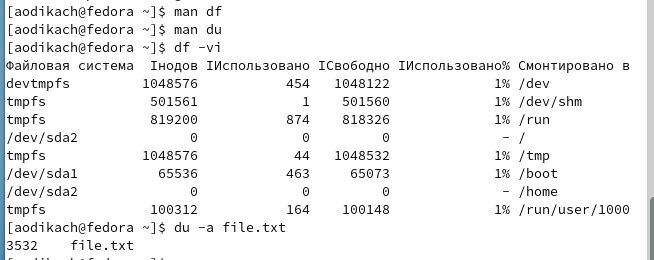 [aodikach@fedora ~]$ man df
[aodikach@fedora ~]$ man du
[aodikach@fedora ~]$ df -vi
Файловая система Iнодов IИспользовано IСвободно IИспользовано% Смонтировано в
devtmpfs 1048576 454 1048122 1% /dev
tmpfs 501561 1 501560 1% /dev/shm
tmpfs 819200 874 818326 1% /run
/dev/sda2 0 0 0 - /
tmpfs 1048576 44 1048532 1% /tmp
/dev/sda1 65536 463 65073 1% /boot
/dev/sda2 0 0 0 - /home
tmpfs 100312 164 100148 1% /run/user/1000
[aodikach@fedora ~]$ du -a file.txt
3532 file.txt